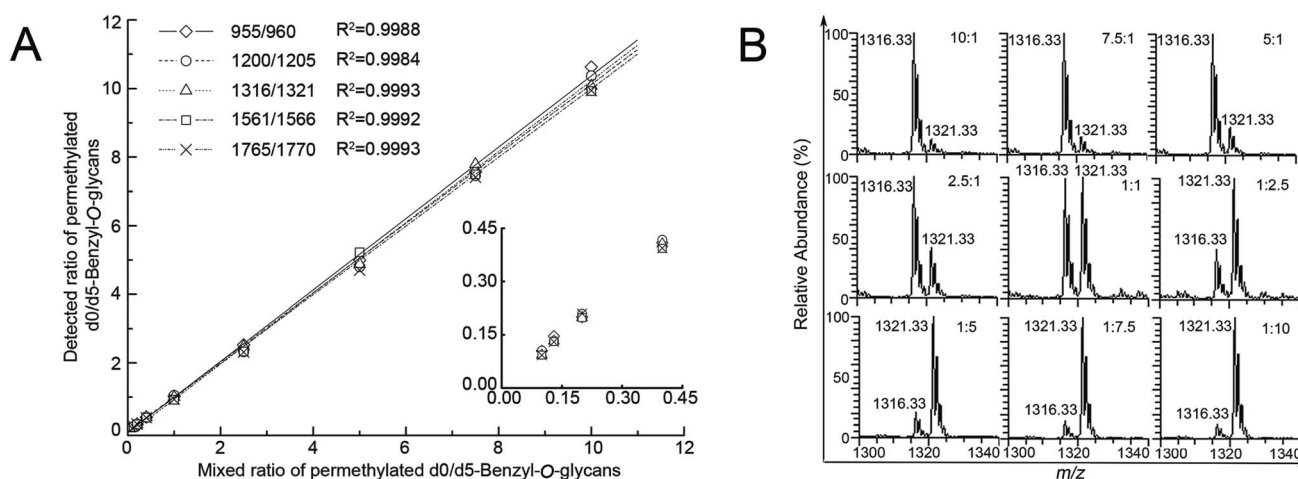 A
12
10
8
6
4
2
0
Detected ratio of permethylated
d0/d5-Benzyl-O-glycans
955/960 R²=0.9988
1200/1205 R²=0.9984
1316/1321 R²=0.9993
1561/1566 R²=0.9992
1765/1770 R²=0.9993
0.45
0.30
0.15
0.00
0.00 0.15 0.30 0.45
0 2 4 6 8 10 12
Mixed ratio of permethylated d0/d5-Benzyl-O-glycans
B
Relative Abundance (%)
100
50
0
1316.33 10:1
1321.33
1316.33 7.5:1
1321.33
1316.33 5:1
1321.33
100
50
0
1316.33 2.5:1
1321.33
1316.33 1321.33
1:1
1321.33 1:2.5
1316.33
100
50
0
1321.33 1:5
1316.33
1321.33 1:7.5
1316.33
1321.33 1:10
1316.33
1300 1320 1340
1300 1320 1340
1300 1320 1340
m/z